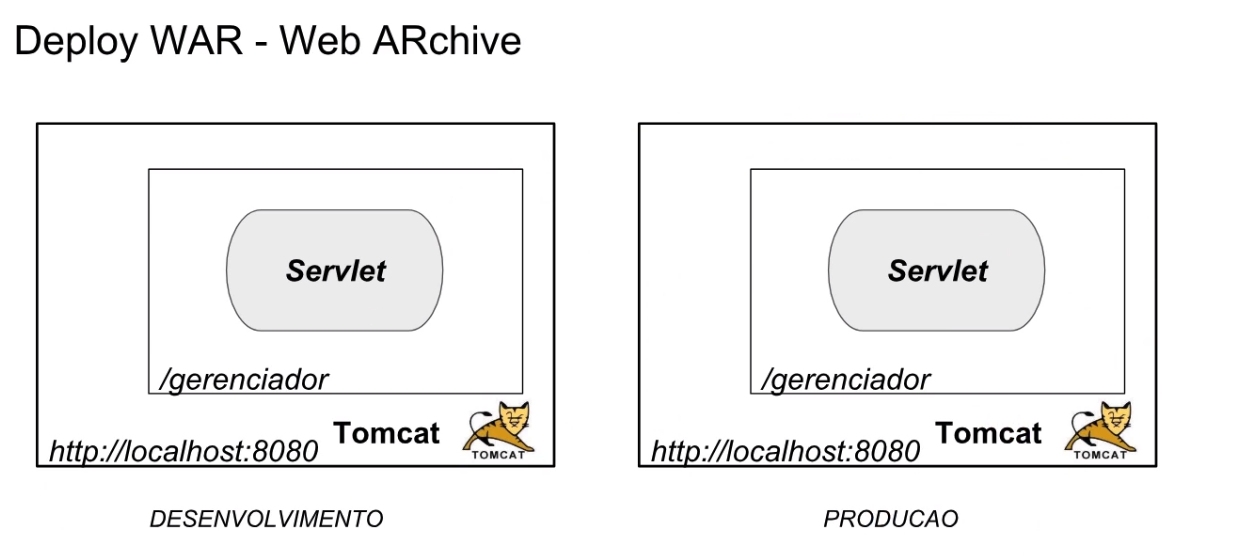 Deploy WAR - Web ARchive
Servlet
/gerenciador
Tomcat
TOMCAT
http://localhost:8080
DESENVOLVIMENTO
Servlet
/gerenciador
Tomcat
TOMCAT
http://localhost:8080
PRODUCAO